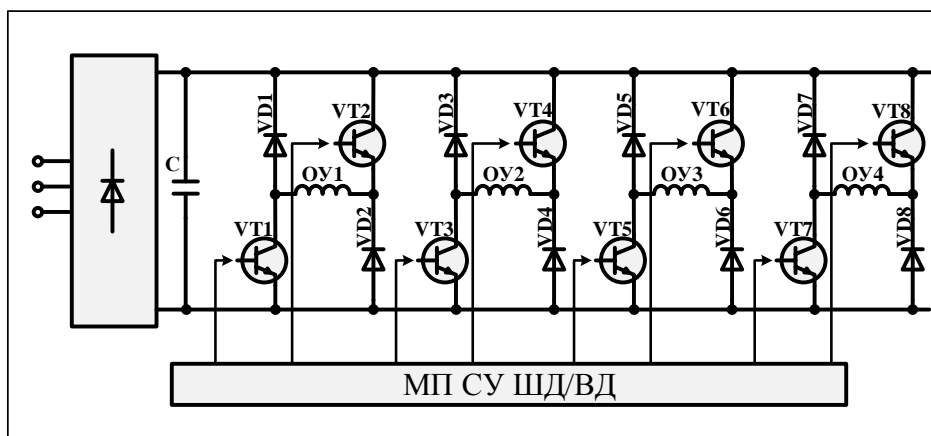 VD1
VT2
VD3
VT4
VD5
VT6
VD7
VT8
C
ОУ1
ОУ2
ОУ3
ОУ4
VT1
VD2
VT3
VD4
VT5
VD6
VT7
VD8
МП СУ ШД/ВД